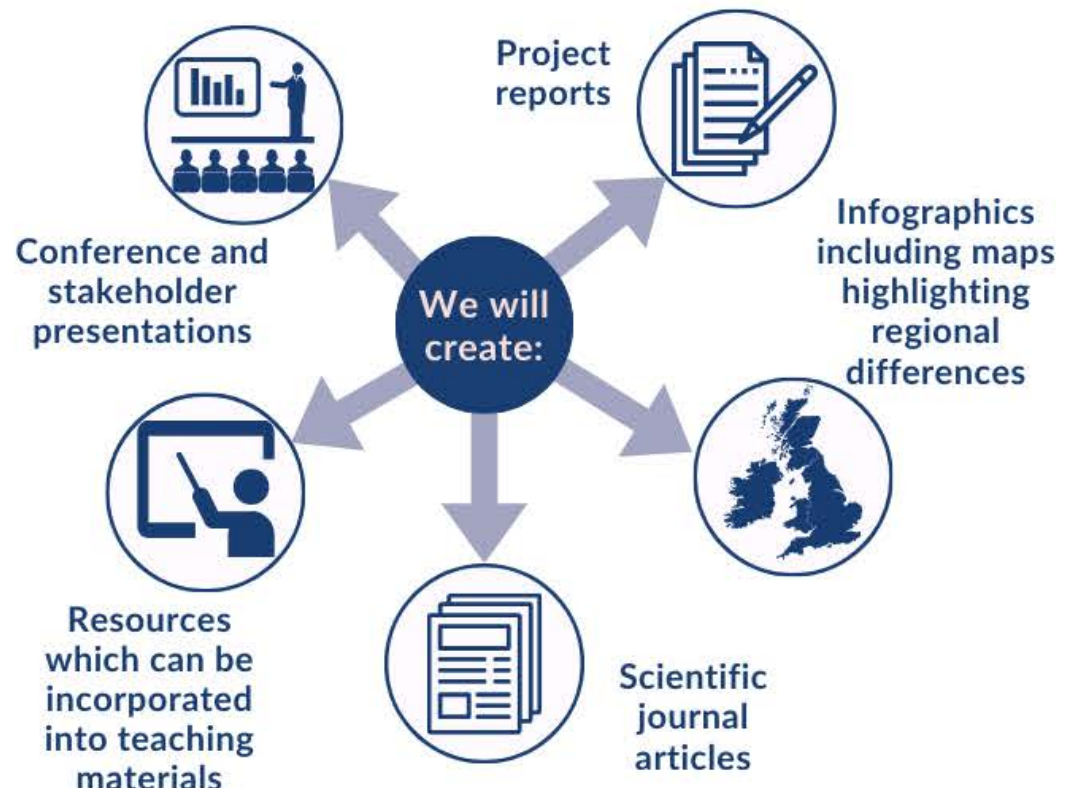 Project
reports
Conference and
stakeholder
presentations
We will
create:
Infographics
including maps
highlighting
regional
differences
Resources
which can be
incorporated
into teaching
materials
Scientific
journal
articles